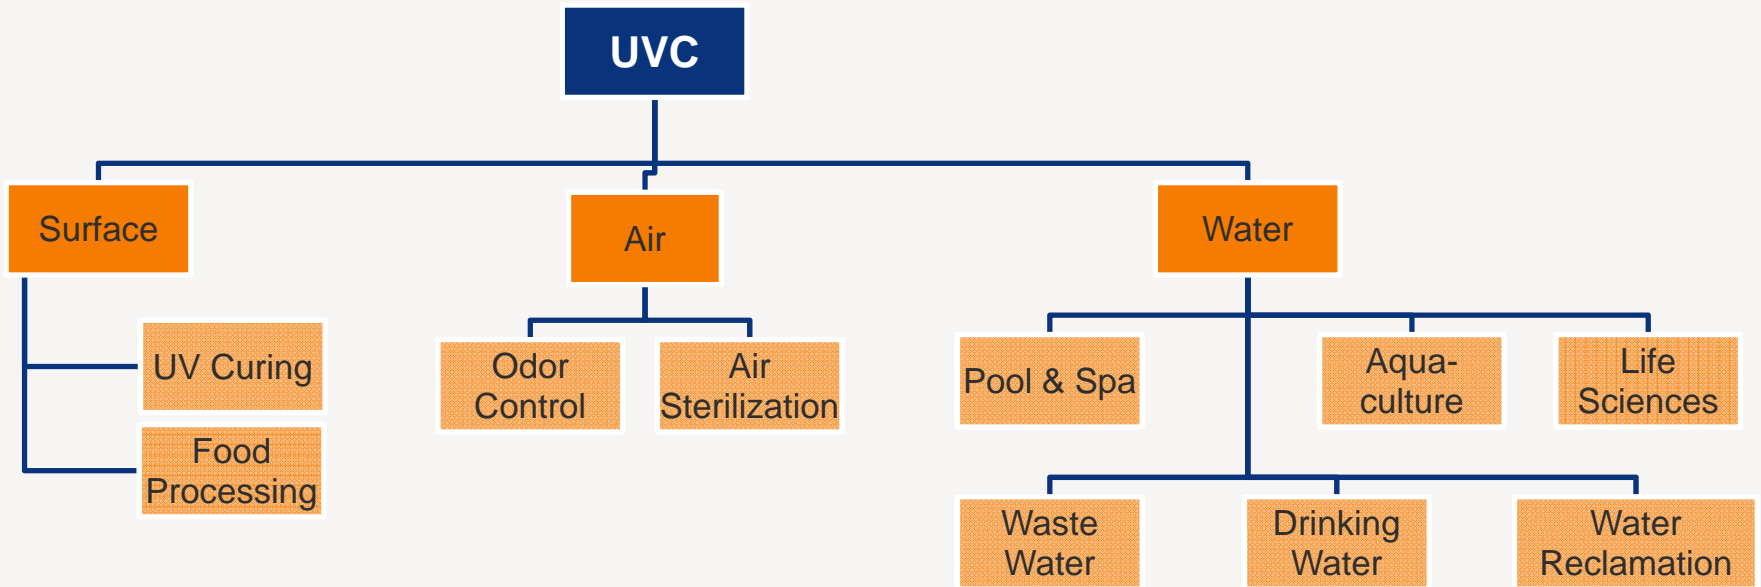 UVC
Surface
Air
Water
UV Curing
Food
Processing
Odor
Control
Air
Sterilization
Pool & Spa
Aqua-
culture
Life
Sciences
Waste
Water
Drinking
Water
Water
Reclamation